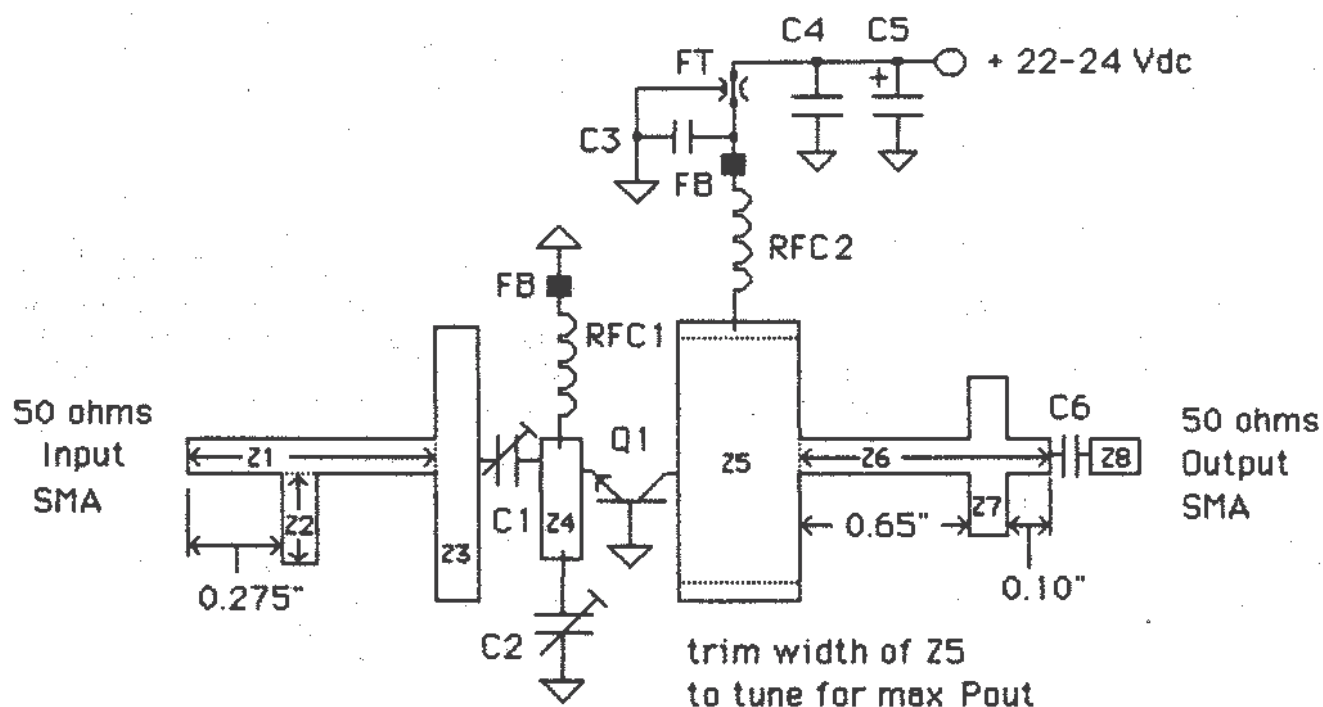 C4
C5
FT
+ 22-24 Vdc
+
C3
FB
RFC2
FB
RFC1
50 ohms
Input
SMA
Z1
Z2
0.275"
Z3
C1
Z4
Q1
C2
Z5
Z6
0.65"
Z7
C6
Z8
0.10"
50 ohms
Output
SMA
trim width of Z5
to tune for max Pout